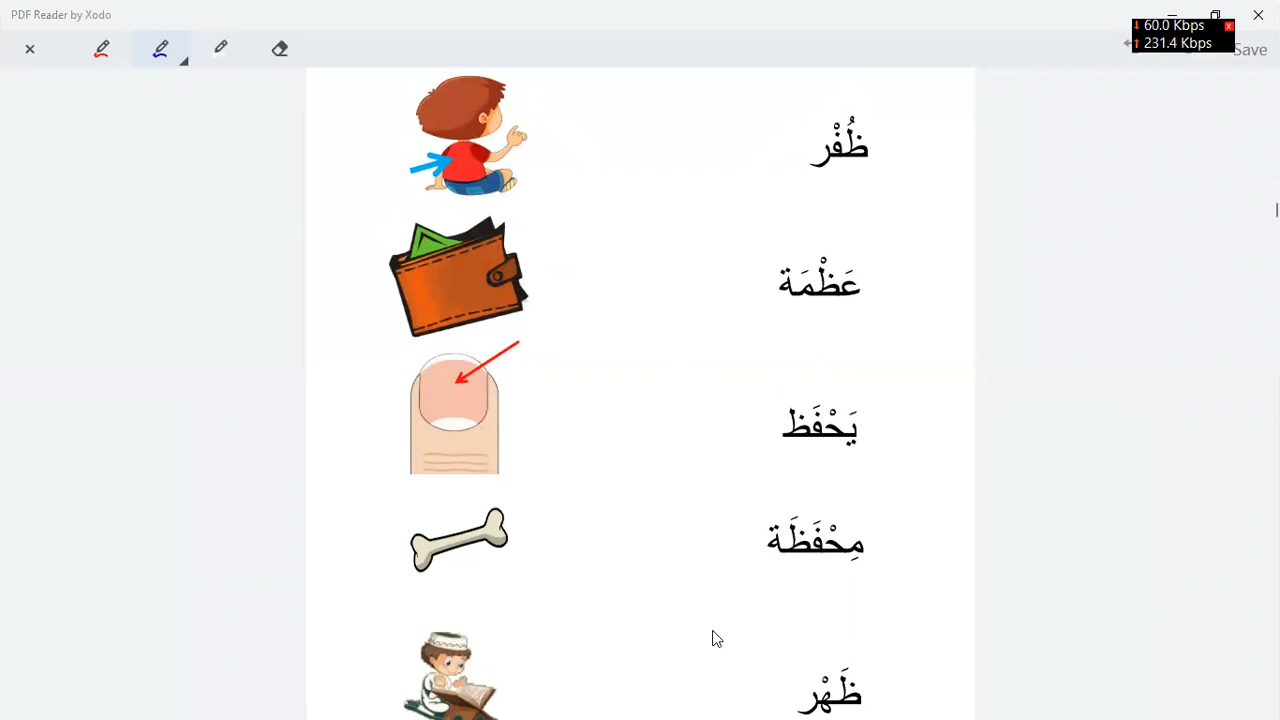 PDF Reader by Xodo
60.0 Kbps
231.4 Kbps
Save
ظُفْر
عَظْمَة
يَحْفَظ
مِحْفَظَة
ظَهْر